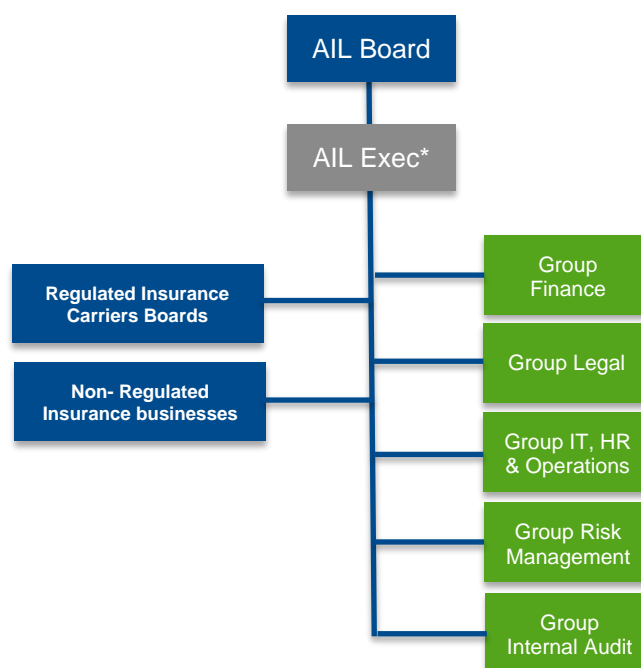 AIL Board
AIL Exec*
Regulated Insurance
Carriers Boards
Non- Regulated
Insurance businesses
Group
Finance
Group Legal
Group IT, HR
& Operations
Group Risk
Management
Group
Internal Audit